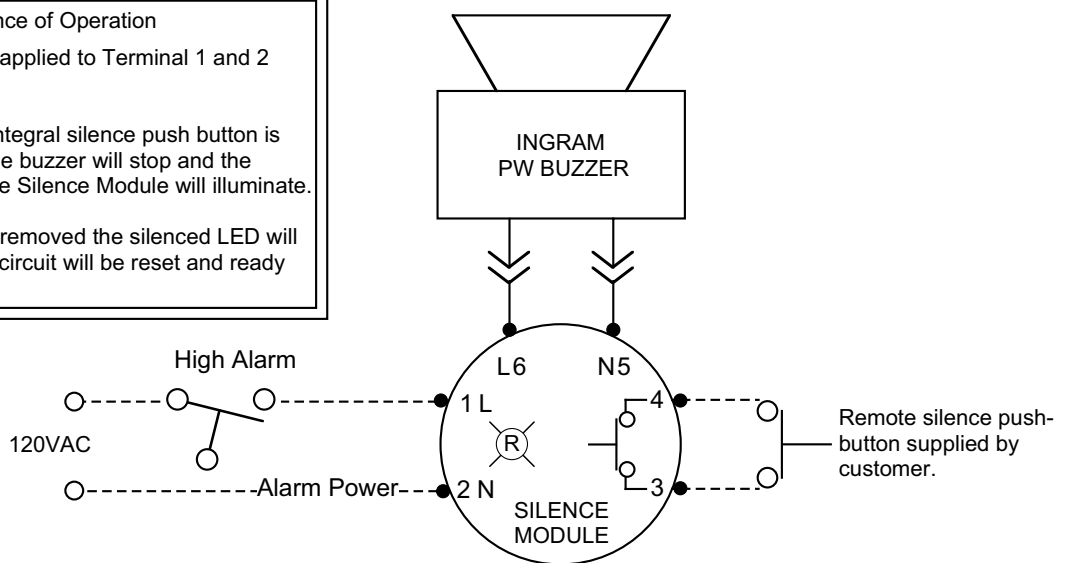 nce of Operation
applied to Terminal 1 and 2
ntegral silence push button is
e buzzer will stop and the
e Silence Module will illuminate.
removed the silenced LED will
circuit will be reset and ready
INGRAM
PW BUZZER
L6 N5
High Alarm
1 L
4
120VAC
R
Remote silence push-
button supplied by
customer.
Alarm Power
2 N
3
SILENCE
MODULE